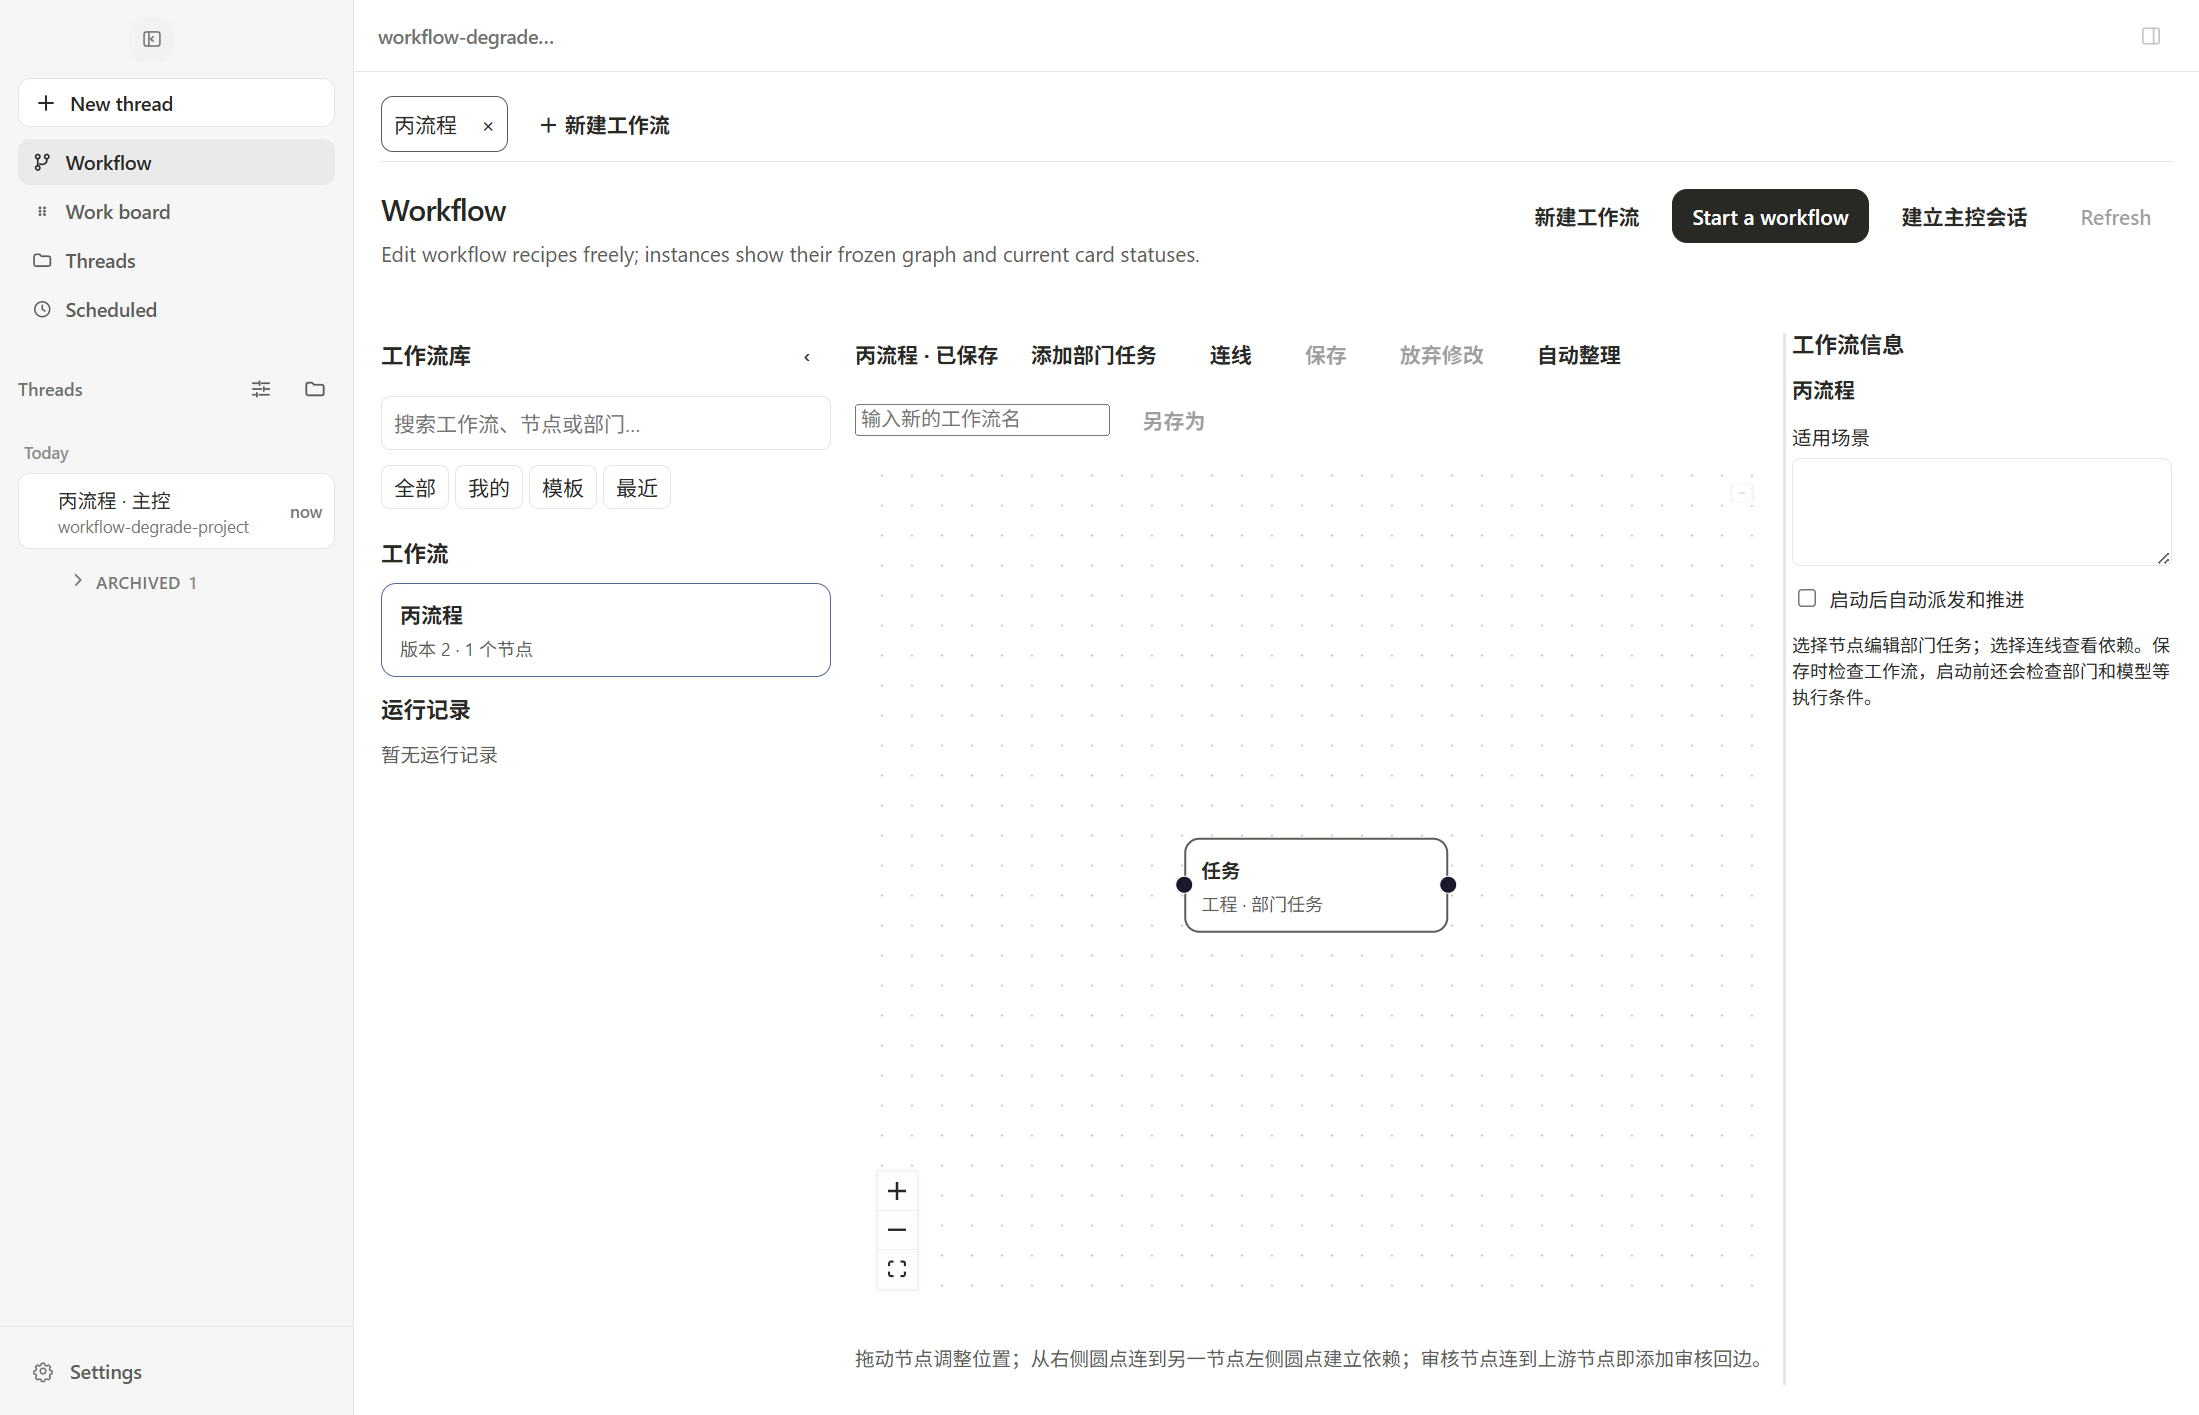 New thread
Workflow
Work board
Threads
Scheduled
Threads
Today
丙流程 · 主控
workflow-degrade-project
now
ARCHIVED 1
Settings
workflow-degrade...
丙流程 ×
+ 新建工作流
Workflow
Edit workflow recipes freely; instances show their frozen graph and current card statuses.
新建工作流
Start a workflow
建立主控会话
Refresh
工作流库
搜索工作流、节点或部门...
全部 我的 模板 最近
工作流
丙流程
版本 2 · 1 个节点
运行记录
暂无运行记录
丙流程 · 已保存 添加部门任务 连线 保存 放弃修改 自动整理
输入新的工作流名 另存为
任务
工程 · 部门任务
拖动节点调整位置；从右侧圆点连到另一节点左侧圆点建立依赖；审核节点连到上游节点即添加审核回边。
工作流信息
丙流程
适用场景
启动后自动派发和推进
选择节点编辑部门任务；选择连线查看依赖。保
存时检查工作流，启动前还会检查部门和模型等
执行条件。